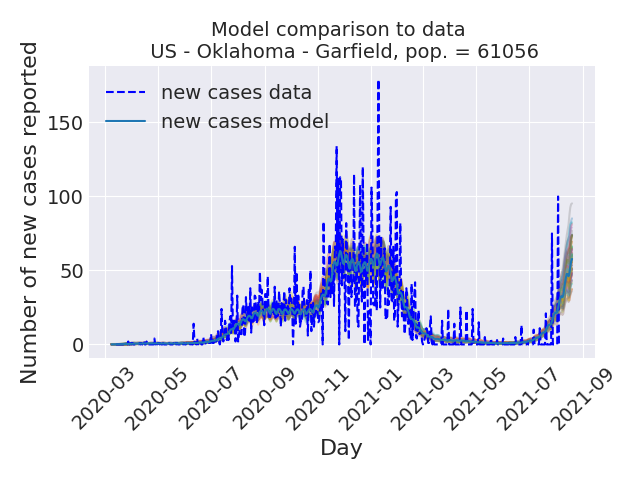 Model comparison to data
US - Oklahoma - Garfield, pop. = 61056
Number of new cases reported
new cases data
new cases model
150
100
50
0
2020-03
2020-05
2020-07
2020-09
2020-11
2021-01
2021-03
2021-05
2021-07
2021-09
Day